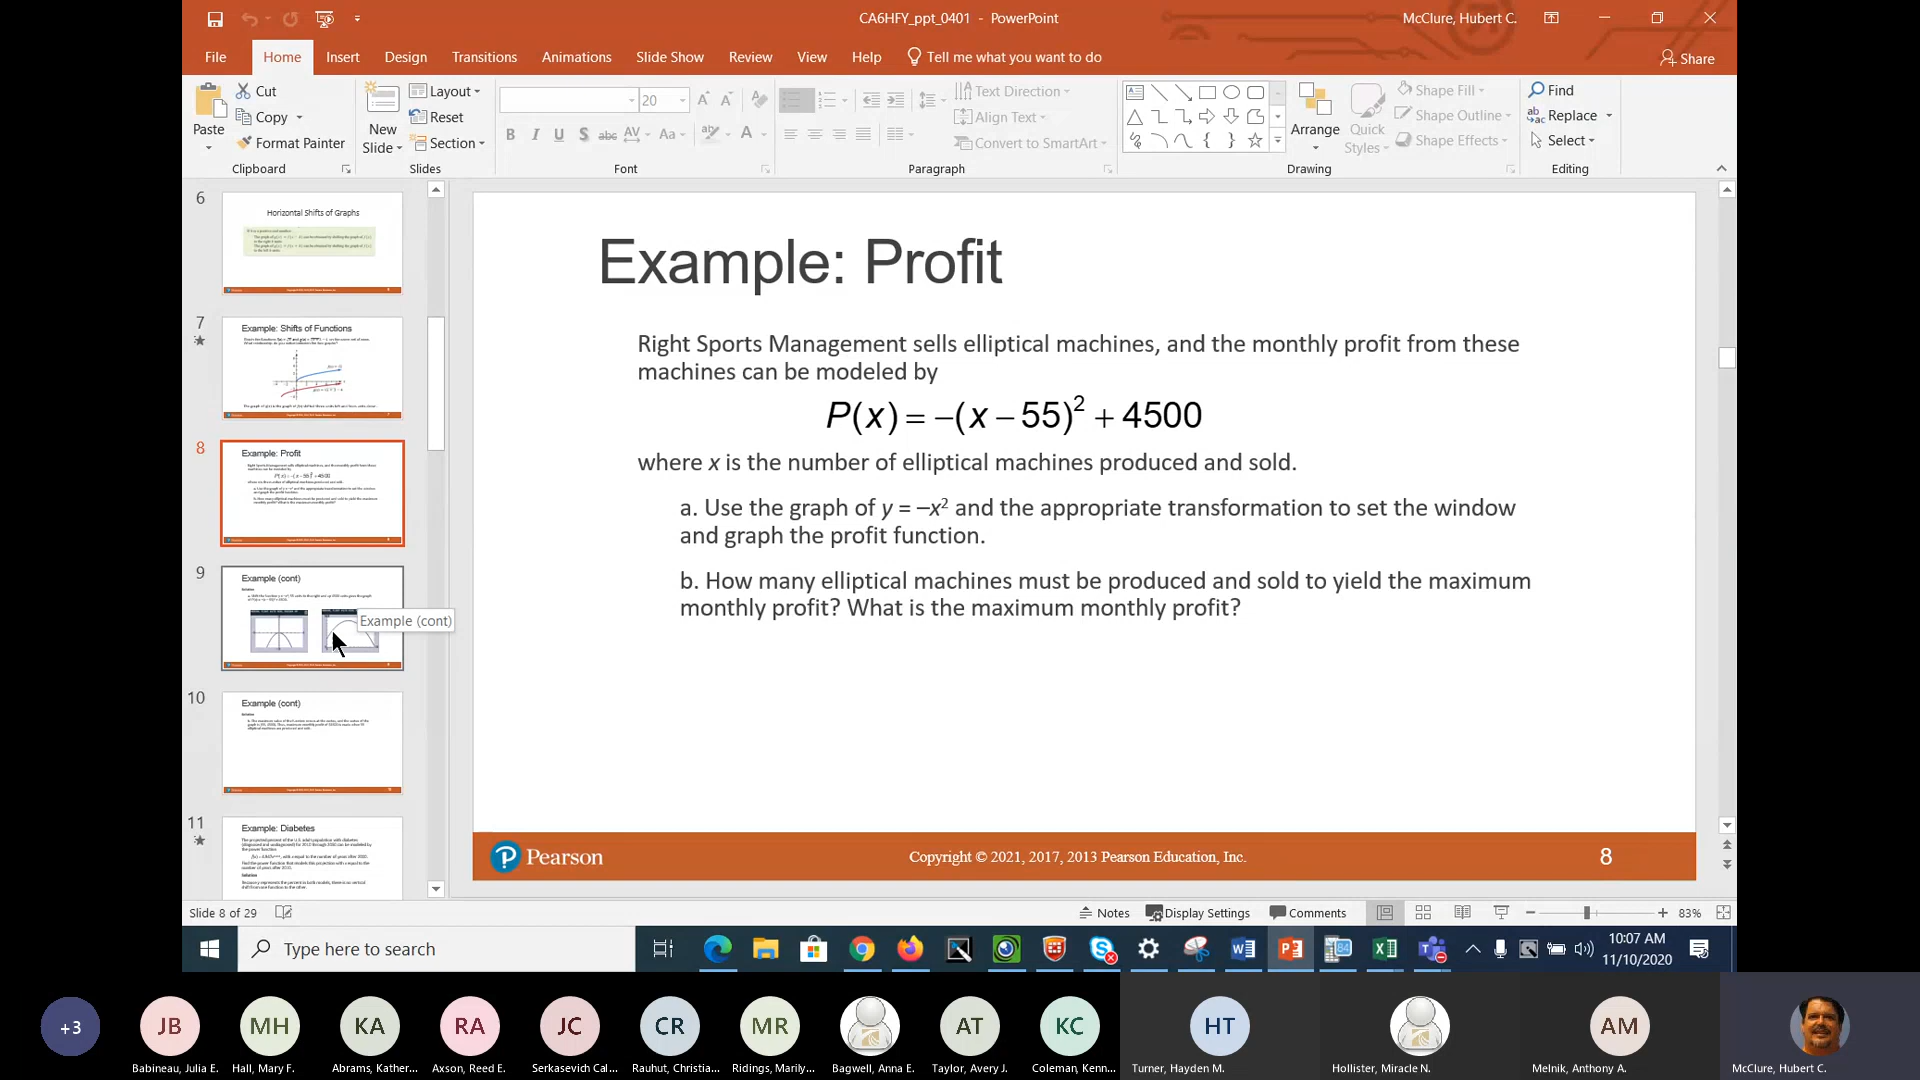 CA6HFY_ppt_0401 - PowerPoint
McClure, Hubert C.
File Home Insert Design Transitions Animations Slide Show Review View Help Tell me what you want to do Share
Paste
Cut
Copy
Format Painter
Clipboard
New
Slide
Layout
Reset
Section
Slides
20
Font
Text Direction
Align Text
Convert to SmartArt
Paragraph
Arrange
Quick
Styles
Shape Fill
Shape Outline
Shape Effects
Drawing
Find
Replace
Select
Editing
6
Horizontal Shifts of Graphs
7
Example: Shifts of Functions
8
Example: Profit
9
Example (cont)
Example (cont)
10
Example (cont)
11
Example: Diabetes
Example: Profit
Right Sports Management sells elliptical machines, and the monthly profit from these
machines can be modeled by
P(x) = –(x – 55)² + 4500
where x is the number of elliptical machines produced and sold.
a. Use the graph of y = –x² and the appropriate transformation to set the window
and graph the profit function.
b. How many elliptical machines must be produced and sold to yield the maximum
monthly profit? What is the maximum monthly profit?
Pearson
Copyright © 2021, 2017, 2013 Pearson Education, Inc.
8
Slide 8 of 29
Notes Display Settings Comments 83%
Type here to search
10:07 AM
11/10/2020
+3 JB MH KA RA JC CR MR AT KC HT AM
Babineau, Julia E. Hall, Mary F. Abrams, Kather... Axson, Reed E. Serkasevich Cal... Rauhut, Christia... Ridings, Marily... Bagwell, Anna E. Taylor, Avery J. Coleman, Kenn... Turner, Hayden M. Hollister, Miracle N. Melnik, Anthony A. McClure, Hubert C.